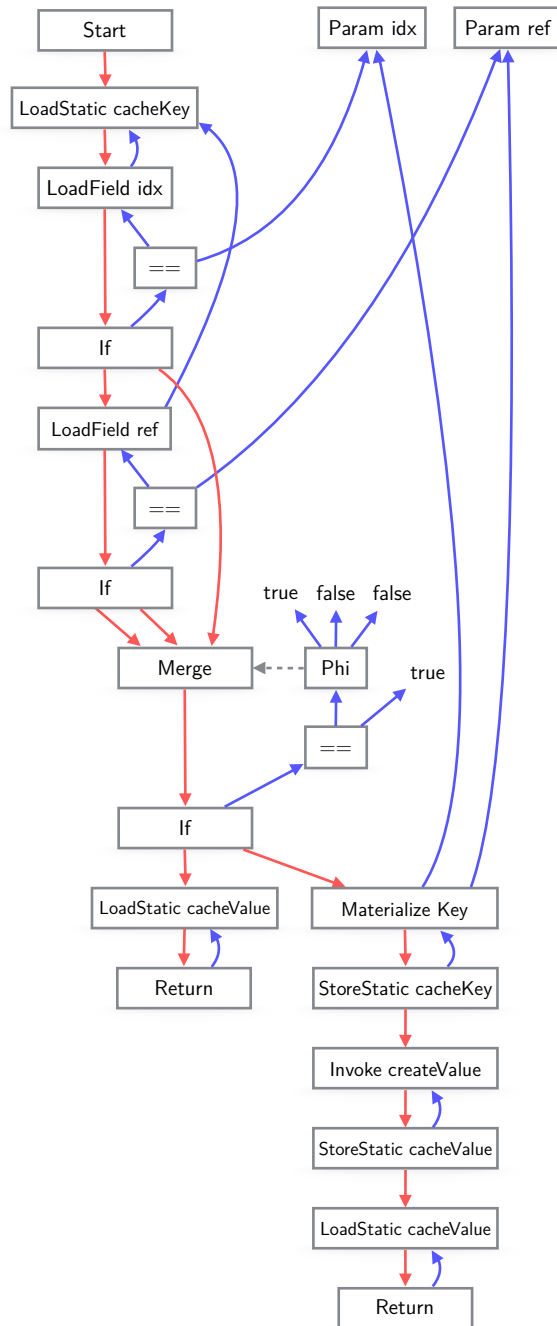 Start
Param idx
Param ref
LoadStatic cacheKey
LoadField idx
==
If
LoadField ref
==
If
true
false
false
Merge
Phi
true
==
If
LoadStatic cacheValue
Materialize Key
Return
StoreStatic cacheKey
Invoke createValue
StoreStatic cacheValue
LoadStatic cacheValue
Return